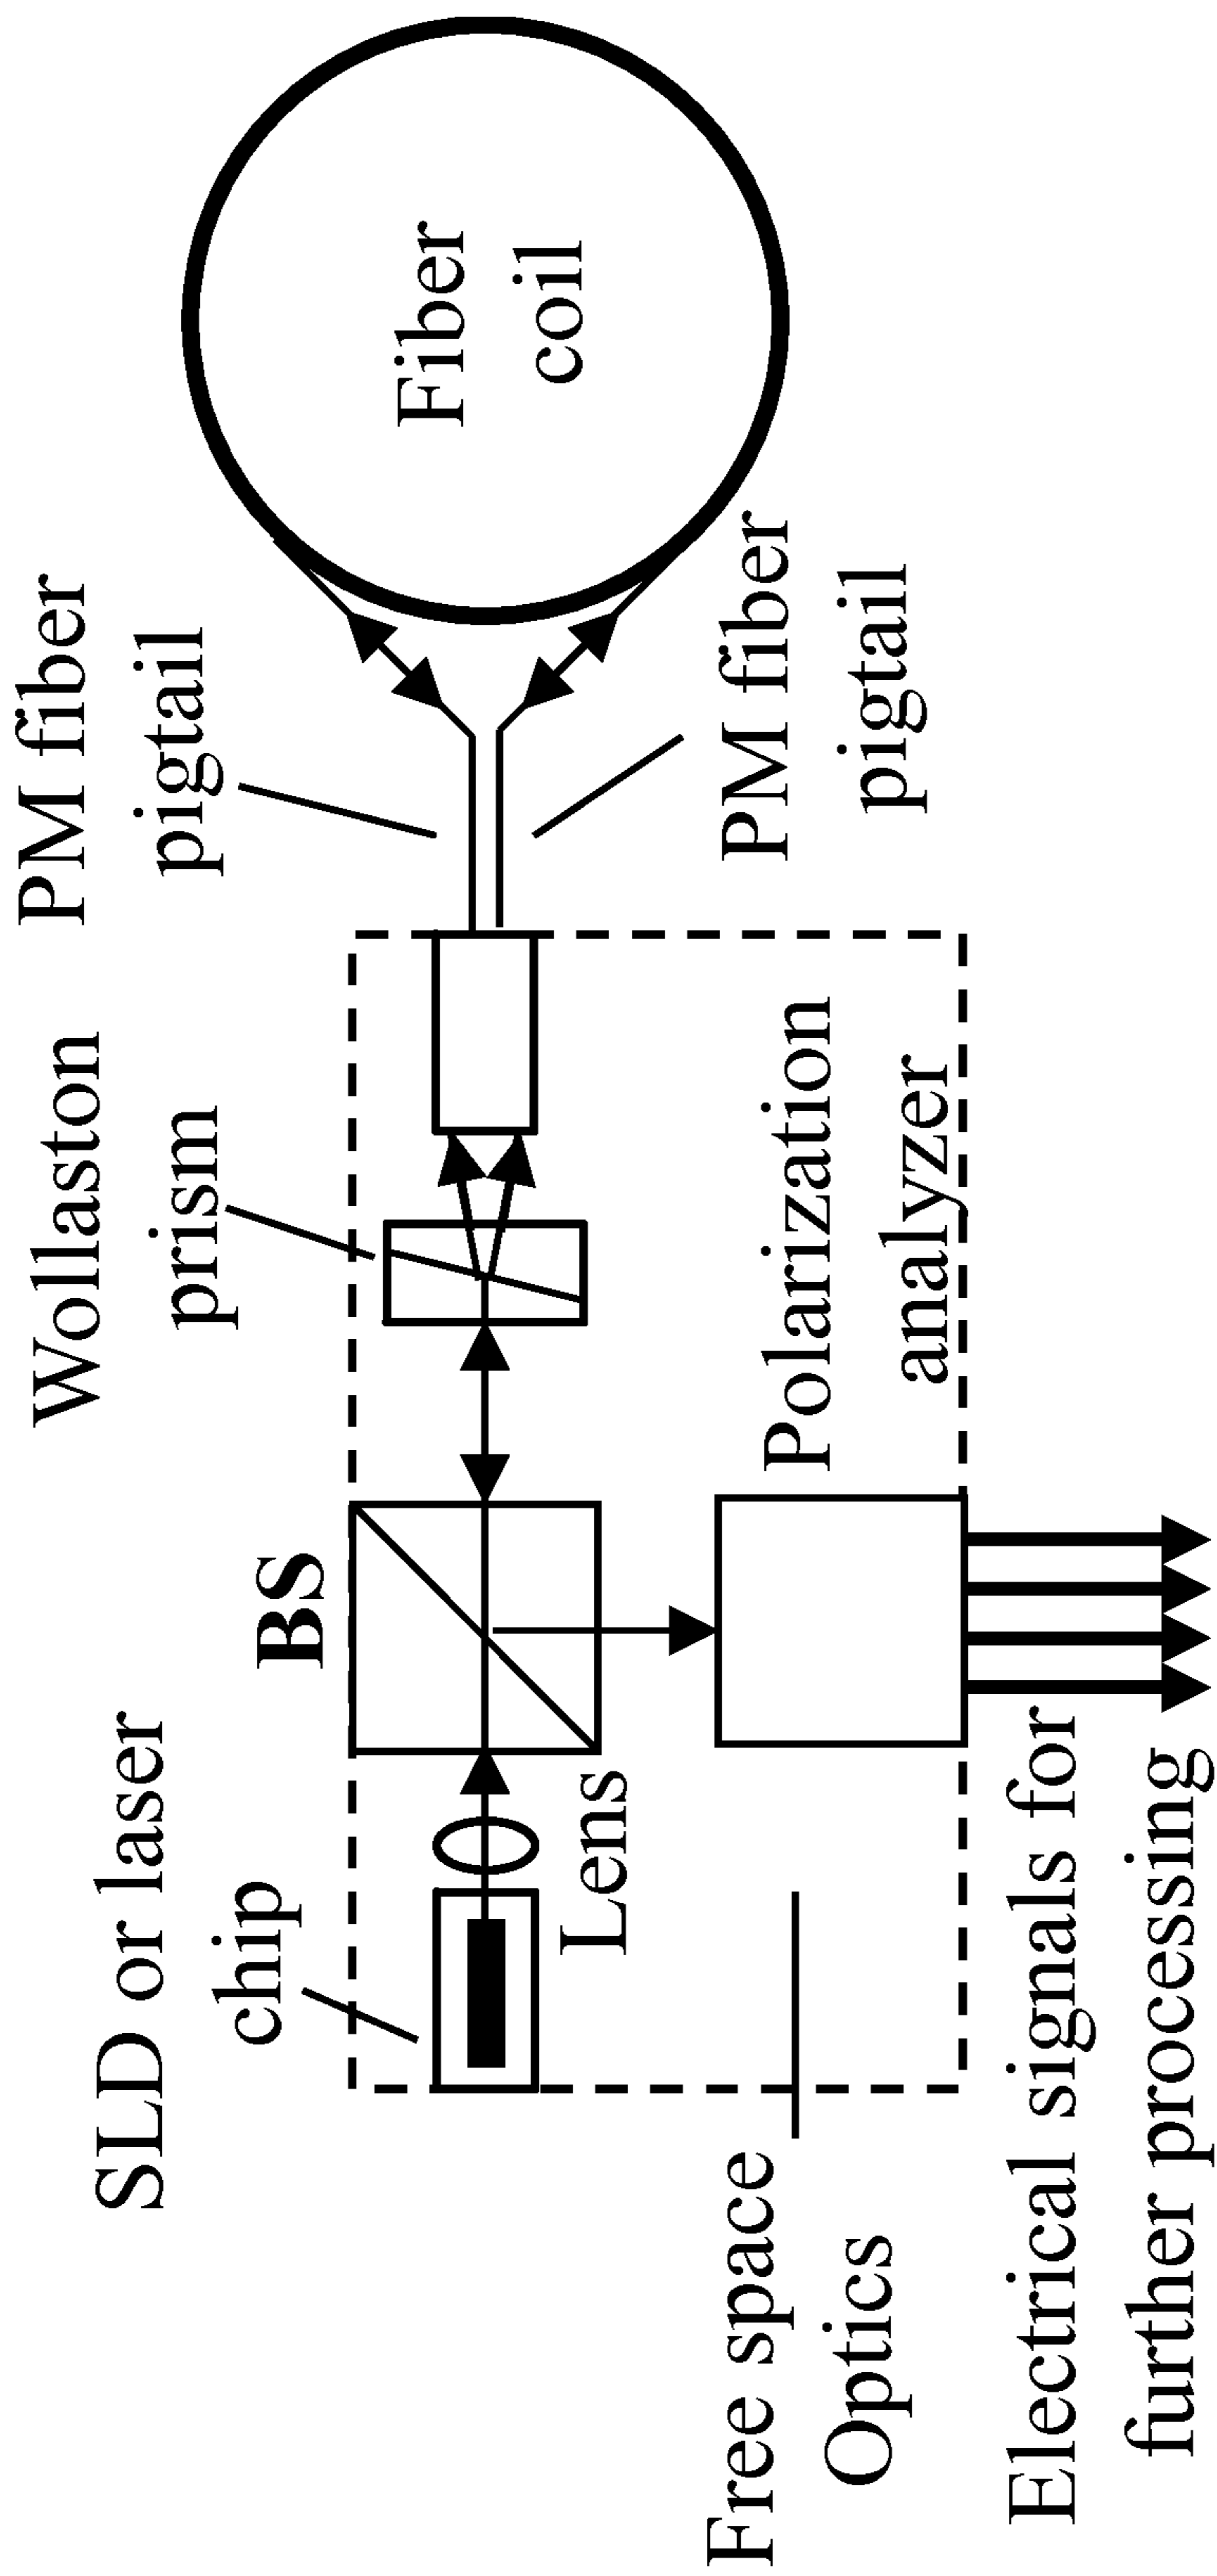 SLD or laser
chip
BS
Wollaston
prism
PM fiber
pigtail
Fiber
coil
Lens
PM fiber
pigtail
Polarization
analyzer
Free space
Optics
Electrical signals for
further processing